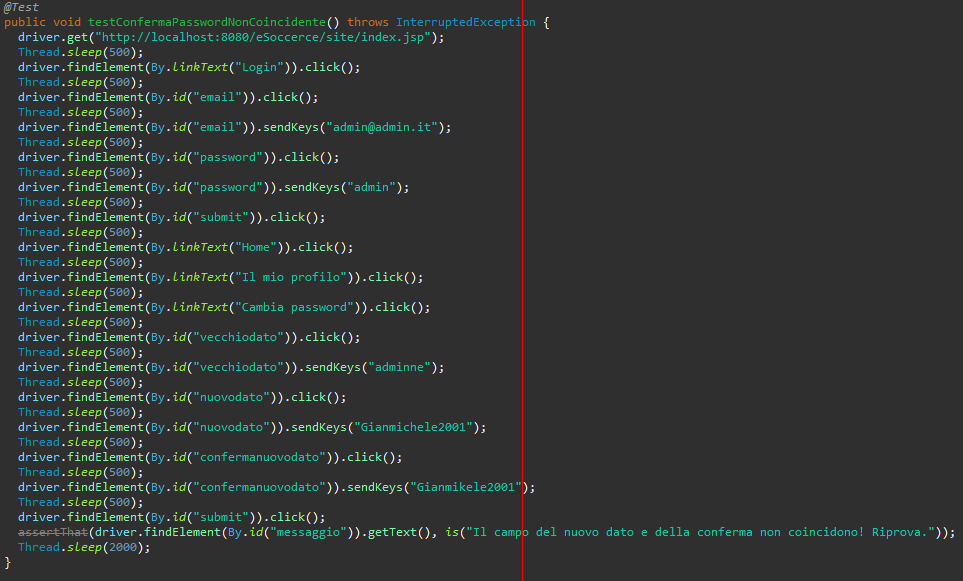 @Test
public void testConfermaPasswordNonCoincidente() throws InterruptedException {
driver.get("http://localhost:8080/eSoccerce/site/index.jsp");
Thread.sleep(500);
driver.findElement(By.linkText("Login")).click();
Thread.sleep(500);
driver.findElement(By.id("email")).click();
Thread.sleep(500);
driver.findElement(By.id("email")).sendKeys("admin@admin.it");
Thread.sleep(500);
driver.findElement(By.id("password")).click();
Thread.sleep(500);
driver.findElement(By.id("password")).sendKeys("admin");
Thread.sleep(500);
driver.findElement(By.id("submit")).click();
Thread.sleep(500);
driver.findElement(By.linkText("Home")).click();
Thread.sleep(500);
driver.findElement(By.linkText("Il mio profilo")).click();
Thread.sleep(500);
driver.findElement(By.linkText("Cambia password")).click();
Thread.sleep(500);
driver.findElement(By.id("vecchiodato")).click();
Thread.sleep(500);
driver.findElement(By.id("vecchiodato")).sendKeys("adminne");
Thread.sleep(500);
driver.findElement(By.id("nuovodato")).click();
Thread.sleep(500);
driver.findElement(By.id("nuovodato")).sendKeys("Gianmichele2001");
Thread.sleep(500);
driver.findElement(By.id("confermanuovodato")).click();
Thread.sleep(500);
driver.findElement(By.id("confermanuovodato")).sendKeys("Gianmikele2001");
Thread.sleep(500);
driver.findElement(By.id("submit")).click();
assertThat(driver.findElement(By.id("messaggio")).getText(), is("Il campo del nuovo dato e della conferma non coincidono! Riprova."));
Thread.sleep(2000);
}